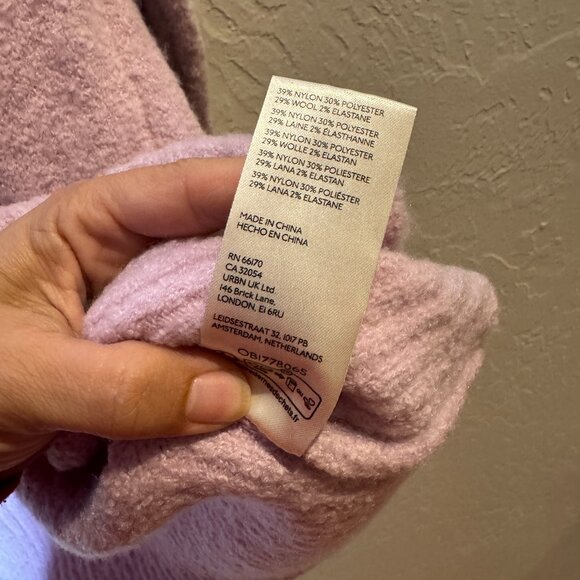 39% NYLON 30% POLYESTER
29% WOOL 2% ELASTANE
39% NYLON 30% POLYESTER
29% LAINE 2% ÉLASTHANNE
39% NYLON 30% POLYESTER
29% WOLLE 2% ELASTAN
39% NYLON 30% POLIESTERE
29% LANA 2% ELASTAN
39% NYLON 30% POLIÉSTER
29% LANA 2% ELASTANE
MADE IN CHINA
HECHO EN CHINA
RN 66170
CA 32054
URBN UK Ltd
146 Brick Lane,
LONDON, E1 6RU
LEIDSESTRAAT 32, 1017 PB
AMSTERDAM, NETHERLANDS
OB1778065